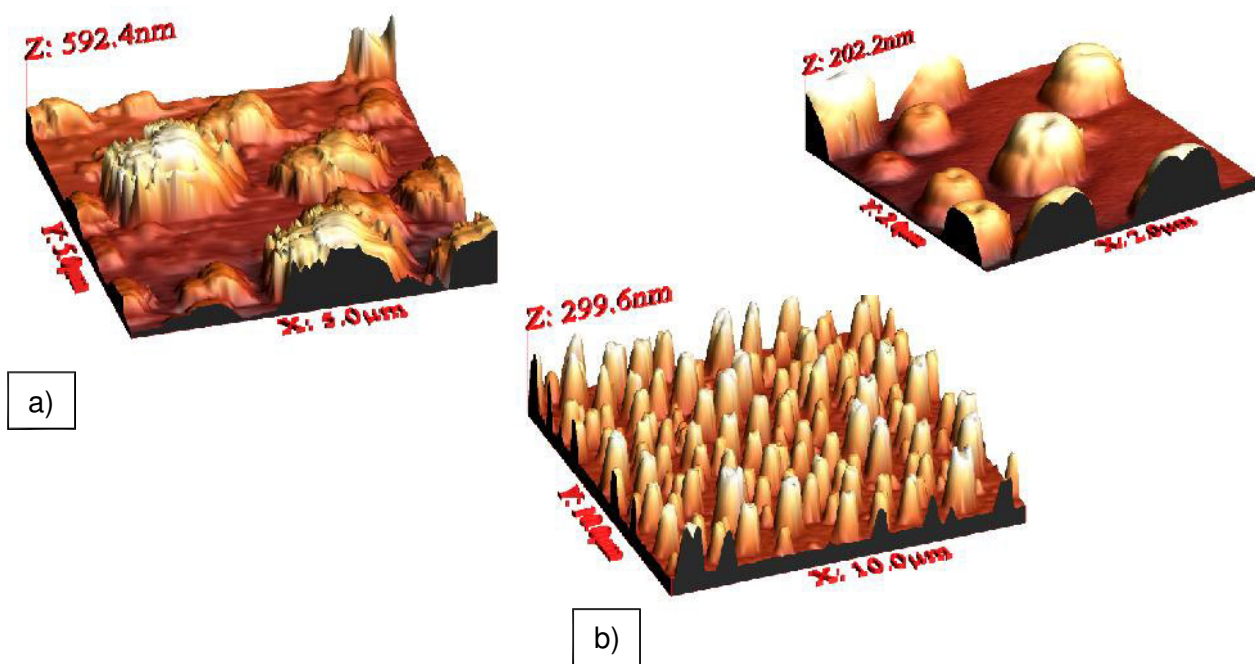 Z: 592.4nm
X: 5.0µm
a)
Z: 202.2nm
X: 2.0µm
Z: 299.6nm
X: 10.0µm
b)